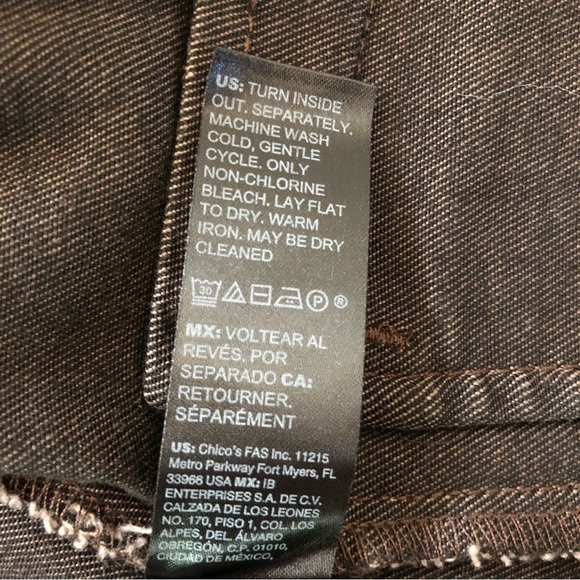 US: TURN INSIDE
OUT. SEPARATELY.
MACHINE WASH
COLD, GENTLE
CYCLE. ONLY
NON-CHLORINE
BLEACH. LAY FLAT
TO DRY. WARM
IRON. MAY BE DRY
CLEANED
30 P ®
MX: VOLTEAR AL
REVÉS. POR
SEPARADO CA:
RETOURNER.
SÉPARÉMENT
US: Chico's FAS Inc. 11215
Metro Parkway Fort Myers, FL
33966 USA MX: IB
ENTERPRISES S.A. DE C.V.
CALZADA DE LOS LEONES
NO. 170, PISO 1, COL. LOS
ALPES, DEL. ÁLVARO
OBREGÓN, C.P. 01010,
CIUDAD DE MÉXICO